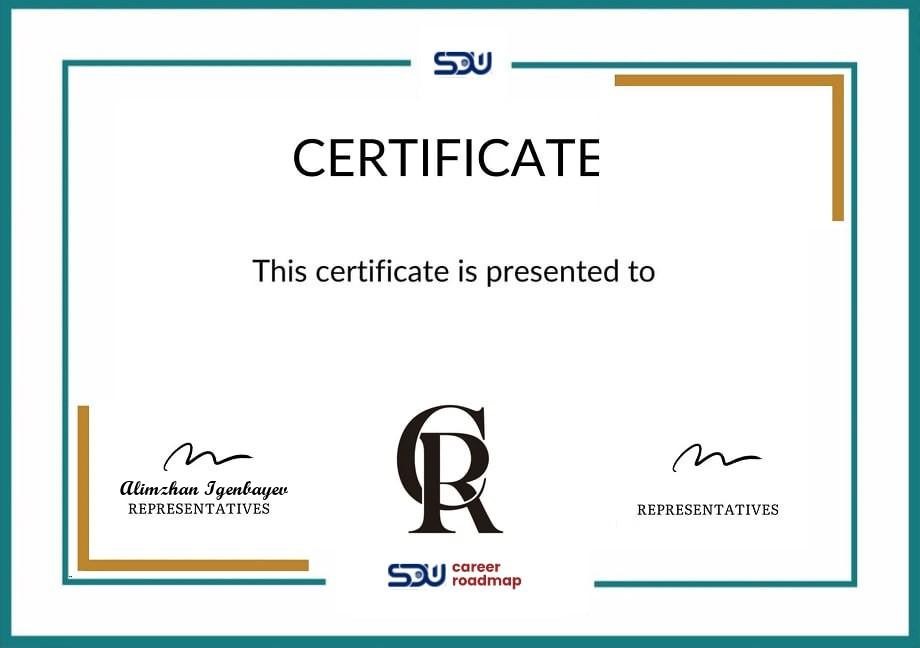 SDU
CERTIFICATE
This certificate is presented to
CR
Alimzhan Igenbayev
REPRESENTATIVES
REPRESENTATIVES
SDU career
roadmap